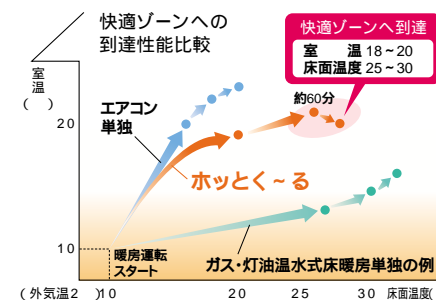 快適ゾーンへの
到達性能比較
快適ゾーンへ到達
室　温 18~20
床面温度 25~30
室温
(　)
約60分
エアコン
単独
20
ホッとく~る
10
暖房運転
スタート
ガス・灯油温水式床暖房単独の例
(外気温2　)
10
20
25
30
床面温度(